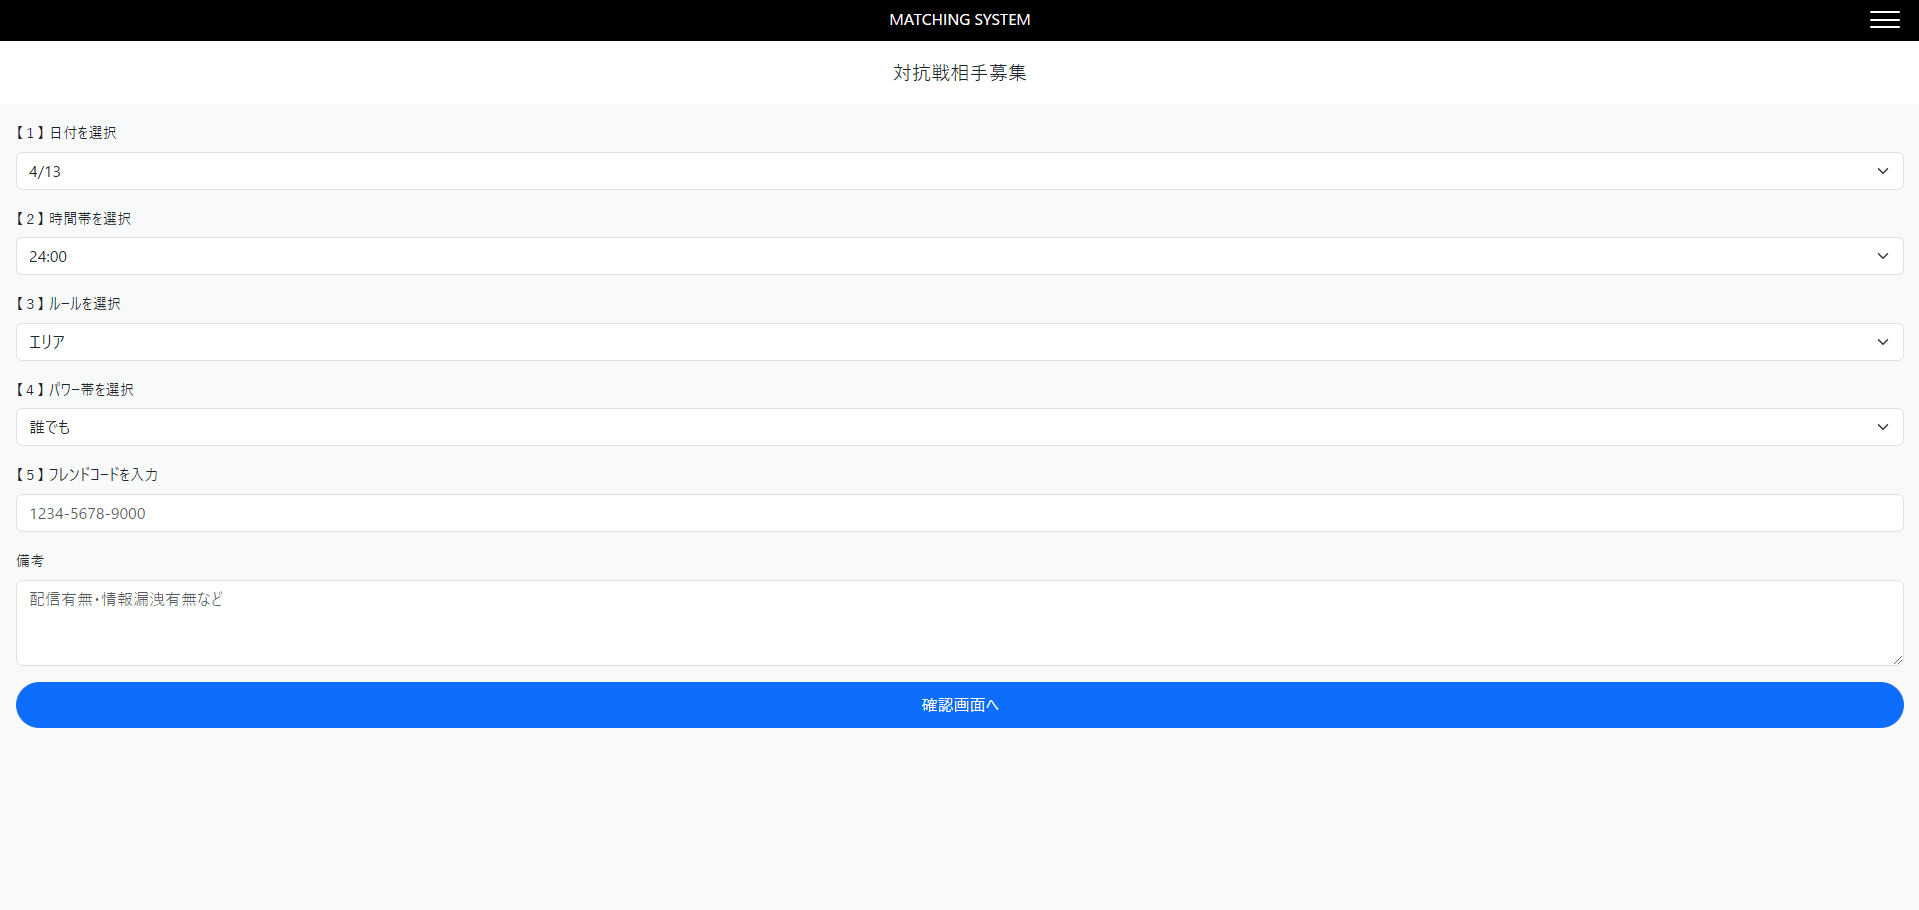 MATCHING SYSTEM
対抗戦相手募集
【1】日付を選択
4/13
【2】時間帯を選択
24:00
【3】ルールを選択
エリア
【4】パワー帯を選択
誰でも
【5】フレンドコードを入力
1234-5678-9000
備考
配信有無・情報漏洩有無など
確認画面へ